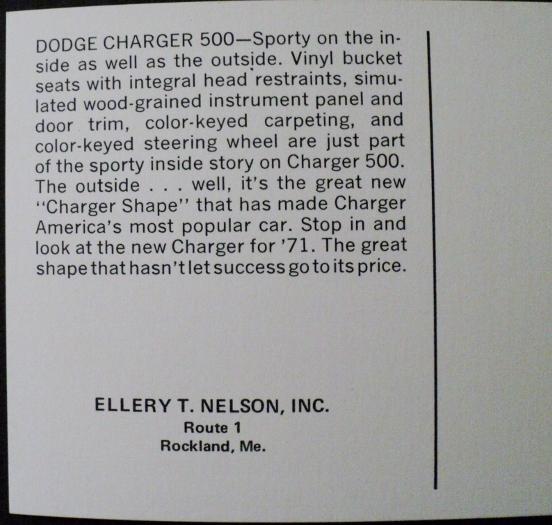 DODGE CHARGER 500—Sporty on the in-
side as well as the outside. Vinyl bucket
seats with integral head restraints, simu-
lated wood-grained instrument panel and
door trim, color-keyed carpeting, and
color-keyed steering wheel are just part
of the sporty inside story on Charger 500.
The outside . . . well, it's the great new
"Charger Shape" that has made Charger
America's most popular car. Stop in and
look at the new Charger for '71. The great
shape that hasn't let success go to its price.
ELLERY T. NELSON, INC.
Route 1
Rockland, Me.